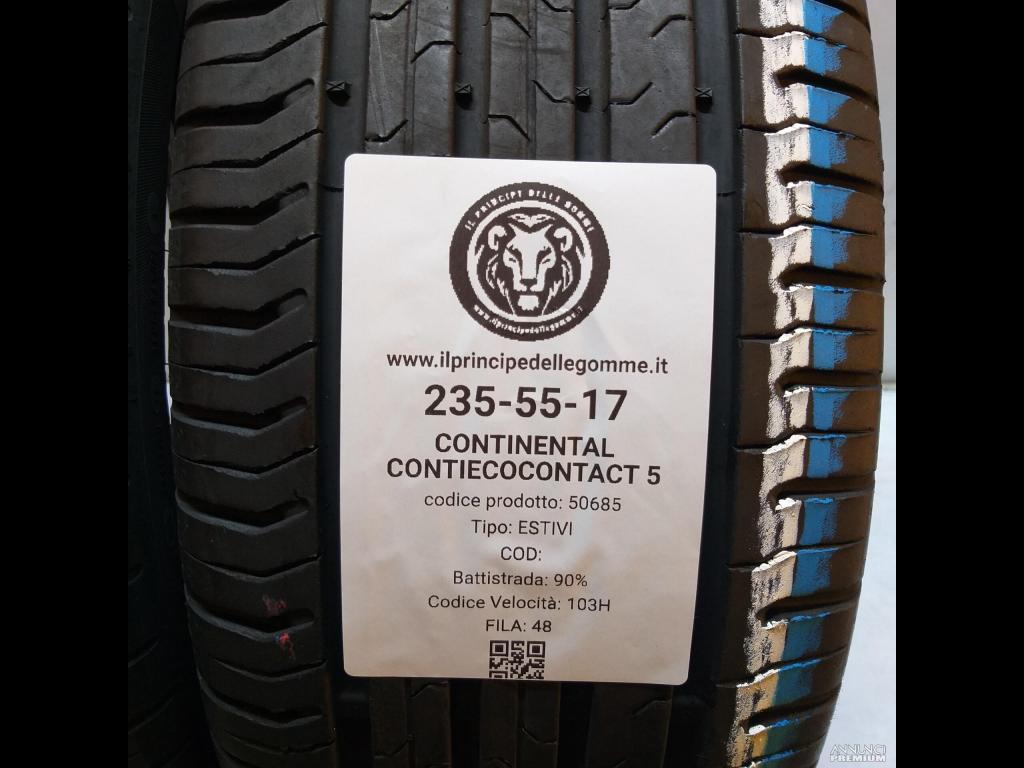 IL PRINCIPE DELLE GOMME
www.ilprincipedellegomme.it
www.ilprincipedellegomme.it
235-55-17
CONTINENTAL
CONTIECOCONTACT 5
codice prodotto: 50685
Tipo: ESTIVI
COD:
Battistrada: 90%
Codice Velocità: 103H
FILA: 48
ANNUNCI
PREMIUM